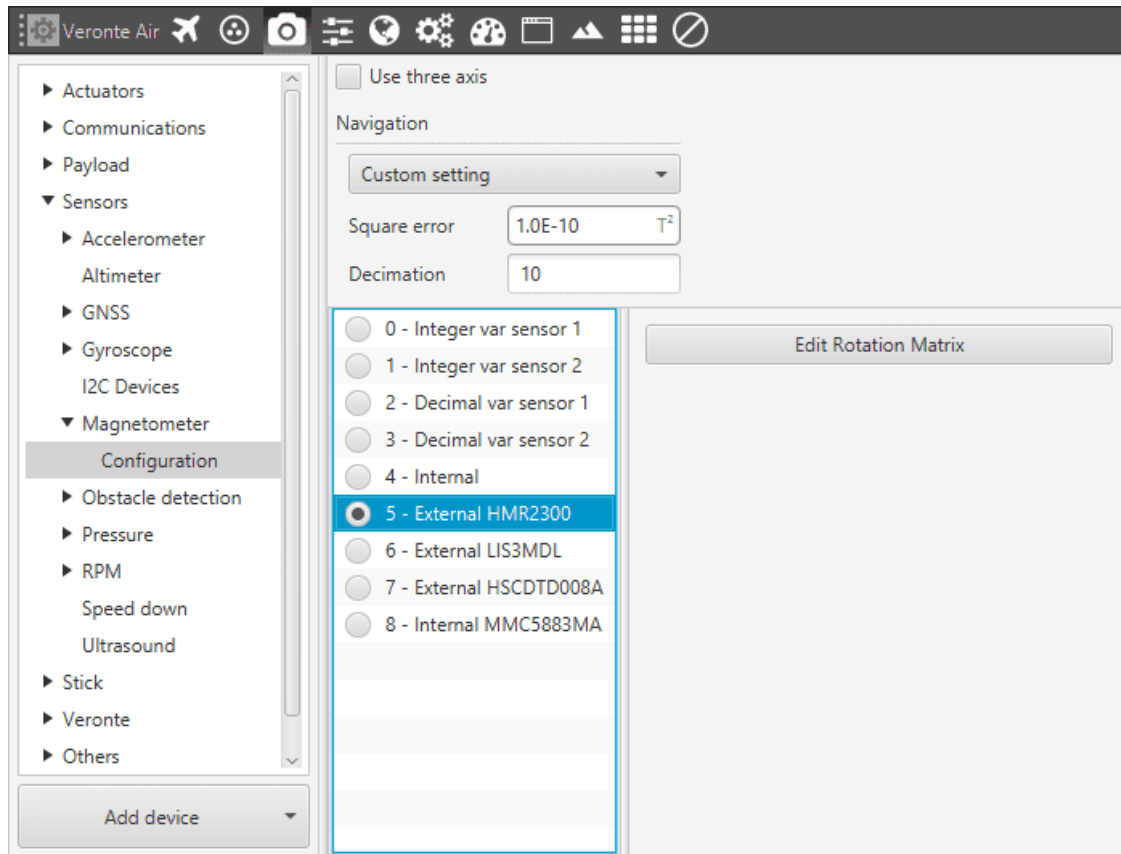 Veronte Air
Actuators
Communications
Payload
Sensors
Accelerometer
Altimeter
GNSS
Gyroscope
I2C Devices
Magnetometer
Configuration
Obstacle detection
Pressure
RPM
Speed down
Ultrasound
Stick
Veronte
Others
Add device
Use three axis
Navigation
Custom setting
Square error 1.0E-10 T²
Decimation 10
0 - Integer var sensor 1
1 - Integer var sensor 2
2 - Decimal var sensor 1
3 - Decimal var sensor 2
4 - Internal
5 - External HMR2300
6 - External LIS3MDL
7 - External HSCDTD008A
8 - Internal MMC5883MA
Edit Rotation Matrix